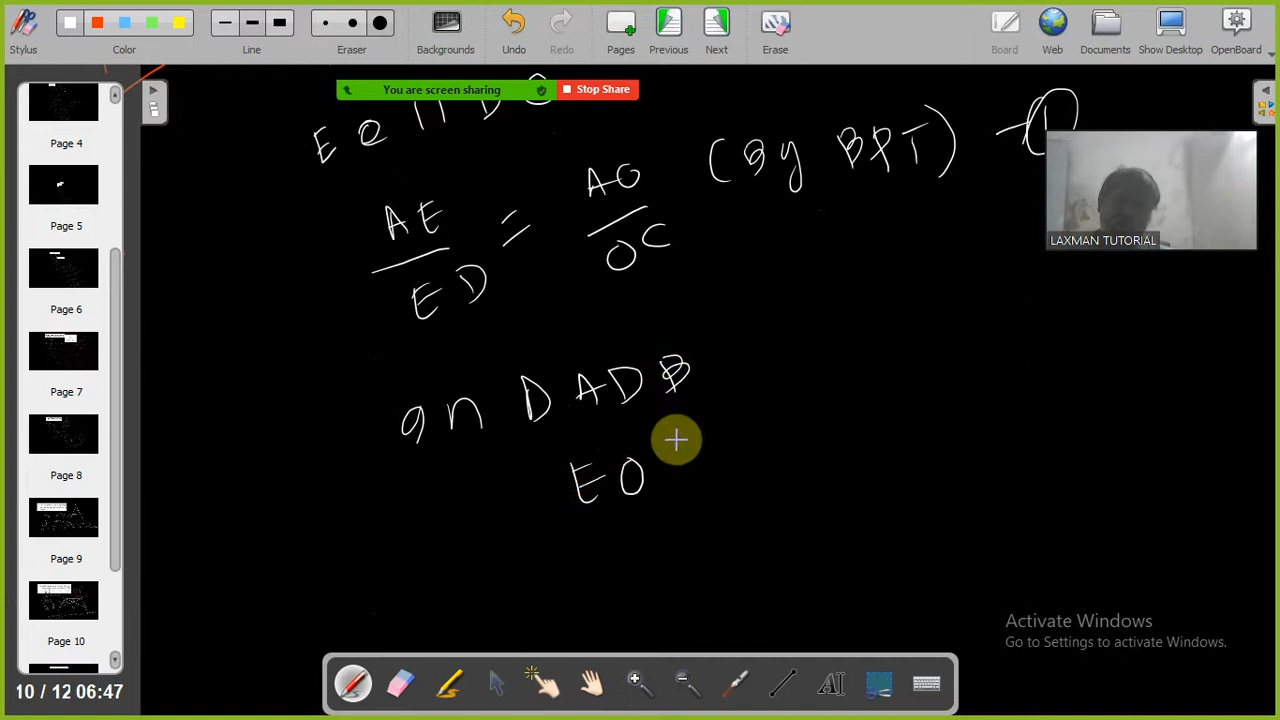 Stylus Color Line Eraser Backgrounds Undo Redo Pages Previous Next Erase Board Web Documents Show Desktop OpenBoard
You are screen sharing Stop Share
EO || D
AE/ED = AO/OC (By BPT) - ①
LAXMAN TUTORIAL
In D ADB
EO
Page 4
Page 5
Page 6
Page 7
Page 8
Page 9
Page 10
10 / 12 06:47
AI
Activate Windows
Go to Settings to activate Windows.